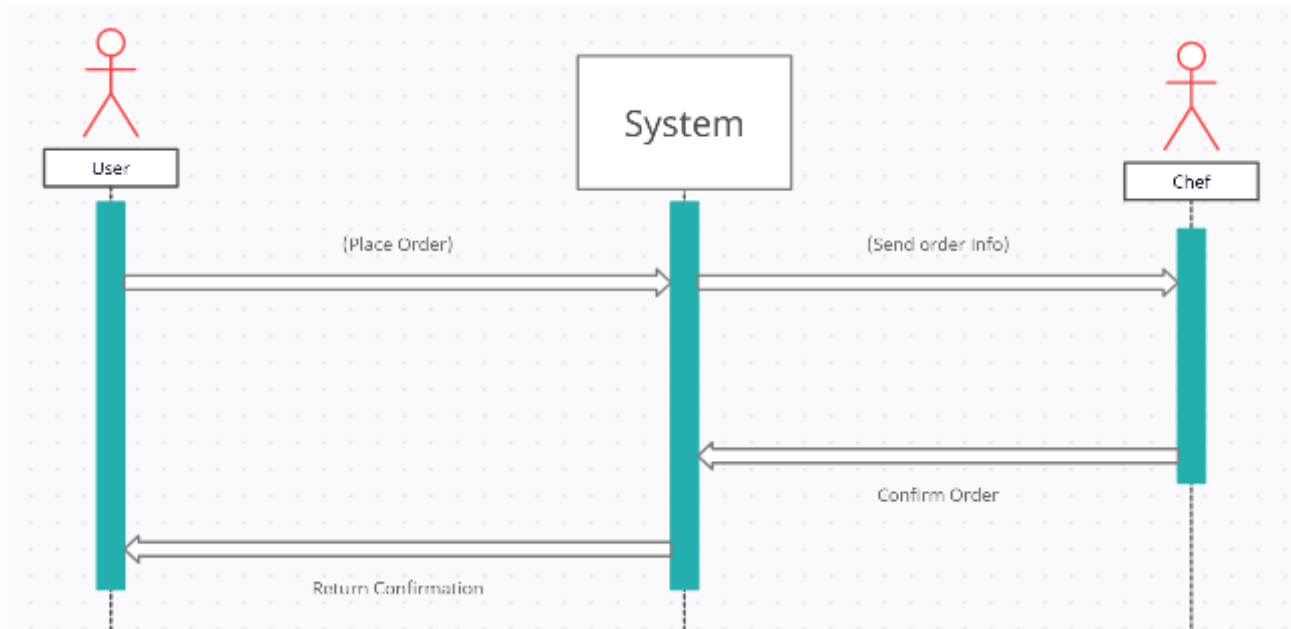 User
System
Chef
(Place Order)
(Send order Info)
Confirm Order
Return Confirmation